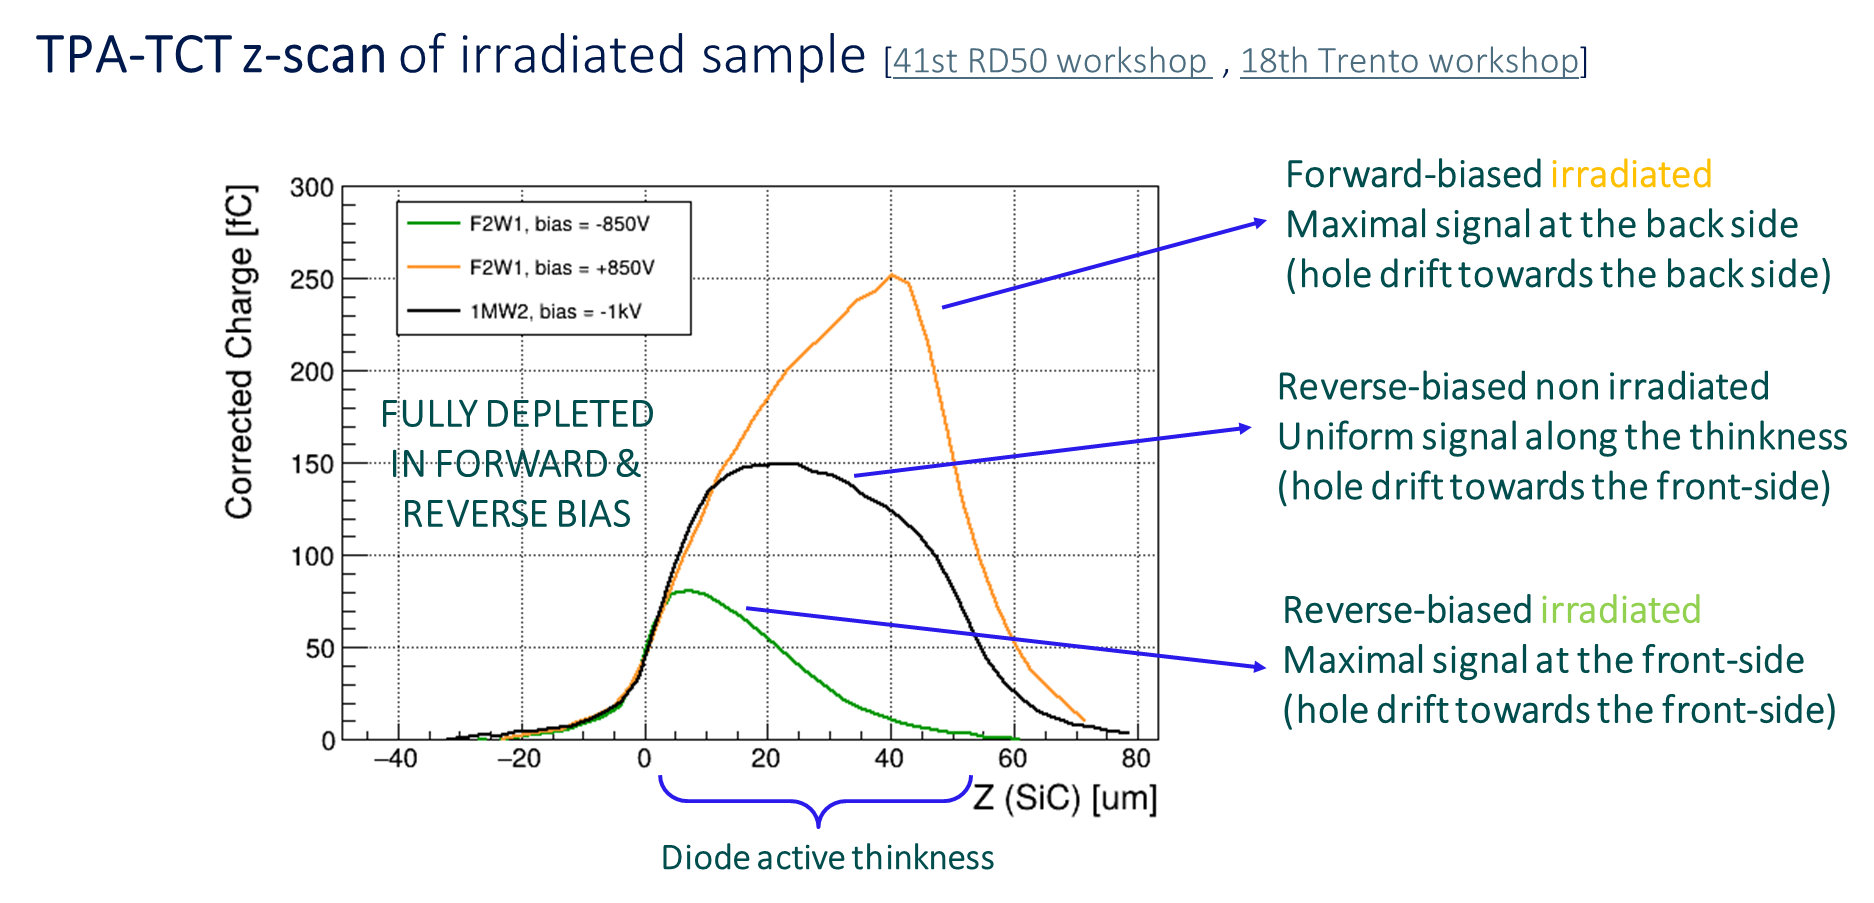 TPA-TCT z-scan of irradiated sample [41st RD50 workshop , 18th Trento workshop]
Corrected Charge [fC]
300
250
200
150
100
50
0
F2W1, bias = -850V
F2W1, bias = +850V
1MW2, bias = -1kV
FULLY DEPLETED
IN FORWARD &
REVERSE BIAS
−40 −20 0 20 40 60 80
Z (SiC) [um]
Diode active thinkness
Forward-biased irradiated
Maximal signal at the back side
(hole drift towards the back side)
Reverse-biased non irradiated
Uniform signal along the thinkness
(hole drift towards the front-side)
Reverse-biased irradiated
Maximal signal at the front-side
(hole drift towards the front-side)